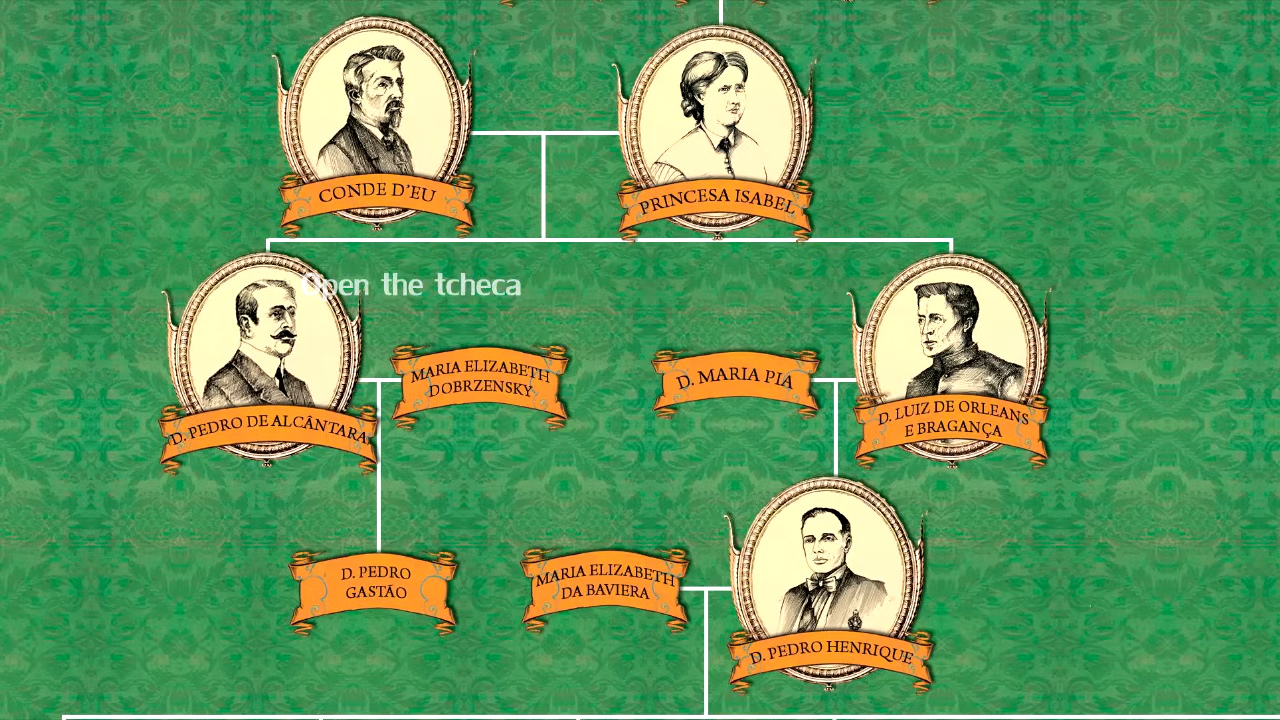 CONDE D'EU
PRINCESA ISABEL
Open the tcheca
D. PEDRO DE ALCÂNTARA
MARIA ELIZABETH
DOBRZENSKY
D. MARIA PIA
D. LUIZ DE ORLEANS
E BRAGANÇA
D. PEDRO
GASTÃO
MARIA ELIZABETH
DA BAVIERA
D. PEDRO HENRIQUE